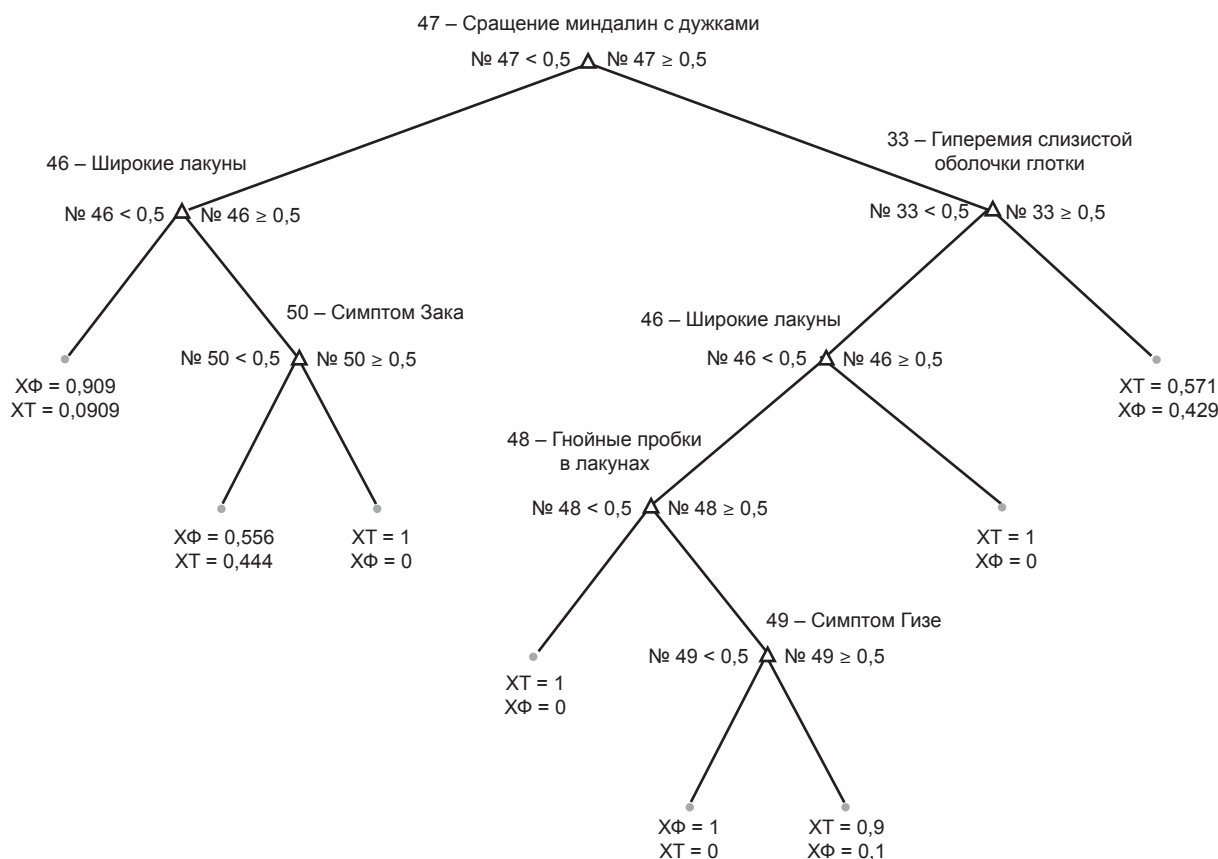 47 – Сращение миндалин с дужками
№ 47 < 0,5 № 47 ≥ 0,5
46 – Широкие лакуны
№ 46 < 0,5 № 46 ≥ 0,5
33 – Гиперемия слизистой
оболочки глотки
№ 33 < 0,5 № 33 ≥ 0,5
ХФ = 0,909
ХТ = 0,0909
50 – Симптом Зака
№ 50 < 0,5 № 50 ≥ 0,5
46 – Широкие лакуны
№ 46 < 0,5 № 46 ≥ 0,5
ХТ = 0,571
ХФ = 0,429
ХФ = 0,556
ХТ = 0,444
ХТ = 1
ХФ = 0
48 – Гнойные пробки
в лакунах
№ 48 < 0,5 № 48 ≥ 0,5
ХТ = 1
ХФ = 0
ХТ = 1
ХФ = 0
49 – Симптом Гизе
№ 49 < 0,5 № 49 ≥ 0,5
ХФ = 1
ХТ = 0
ХТ = 0,9
ХФ = 0,1